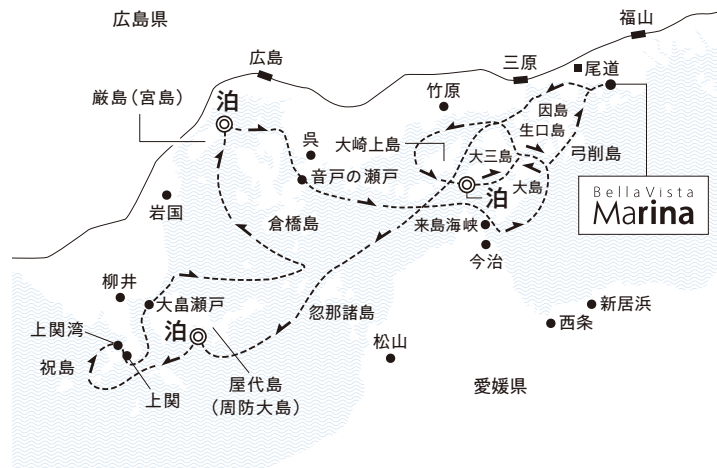 広島県
福山
広島
三原
尾道
厳島（宮島）
泊
竹原
因島
生口島
呉
大崎上島
大三島
弓削島
音戸の瀬戸
泊
大島
BellaVista
Marina
岩国
倉橋島
来島海峡
今治
柳井
大畠瀬戸
忽那諸島
新居浜
泊
西条
上関湾
松山
祝島
上関
屋代島
（周防大島）
愛媛県